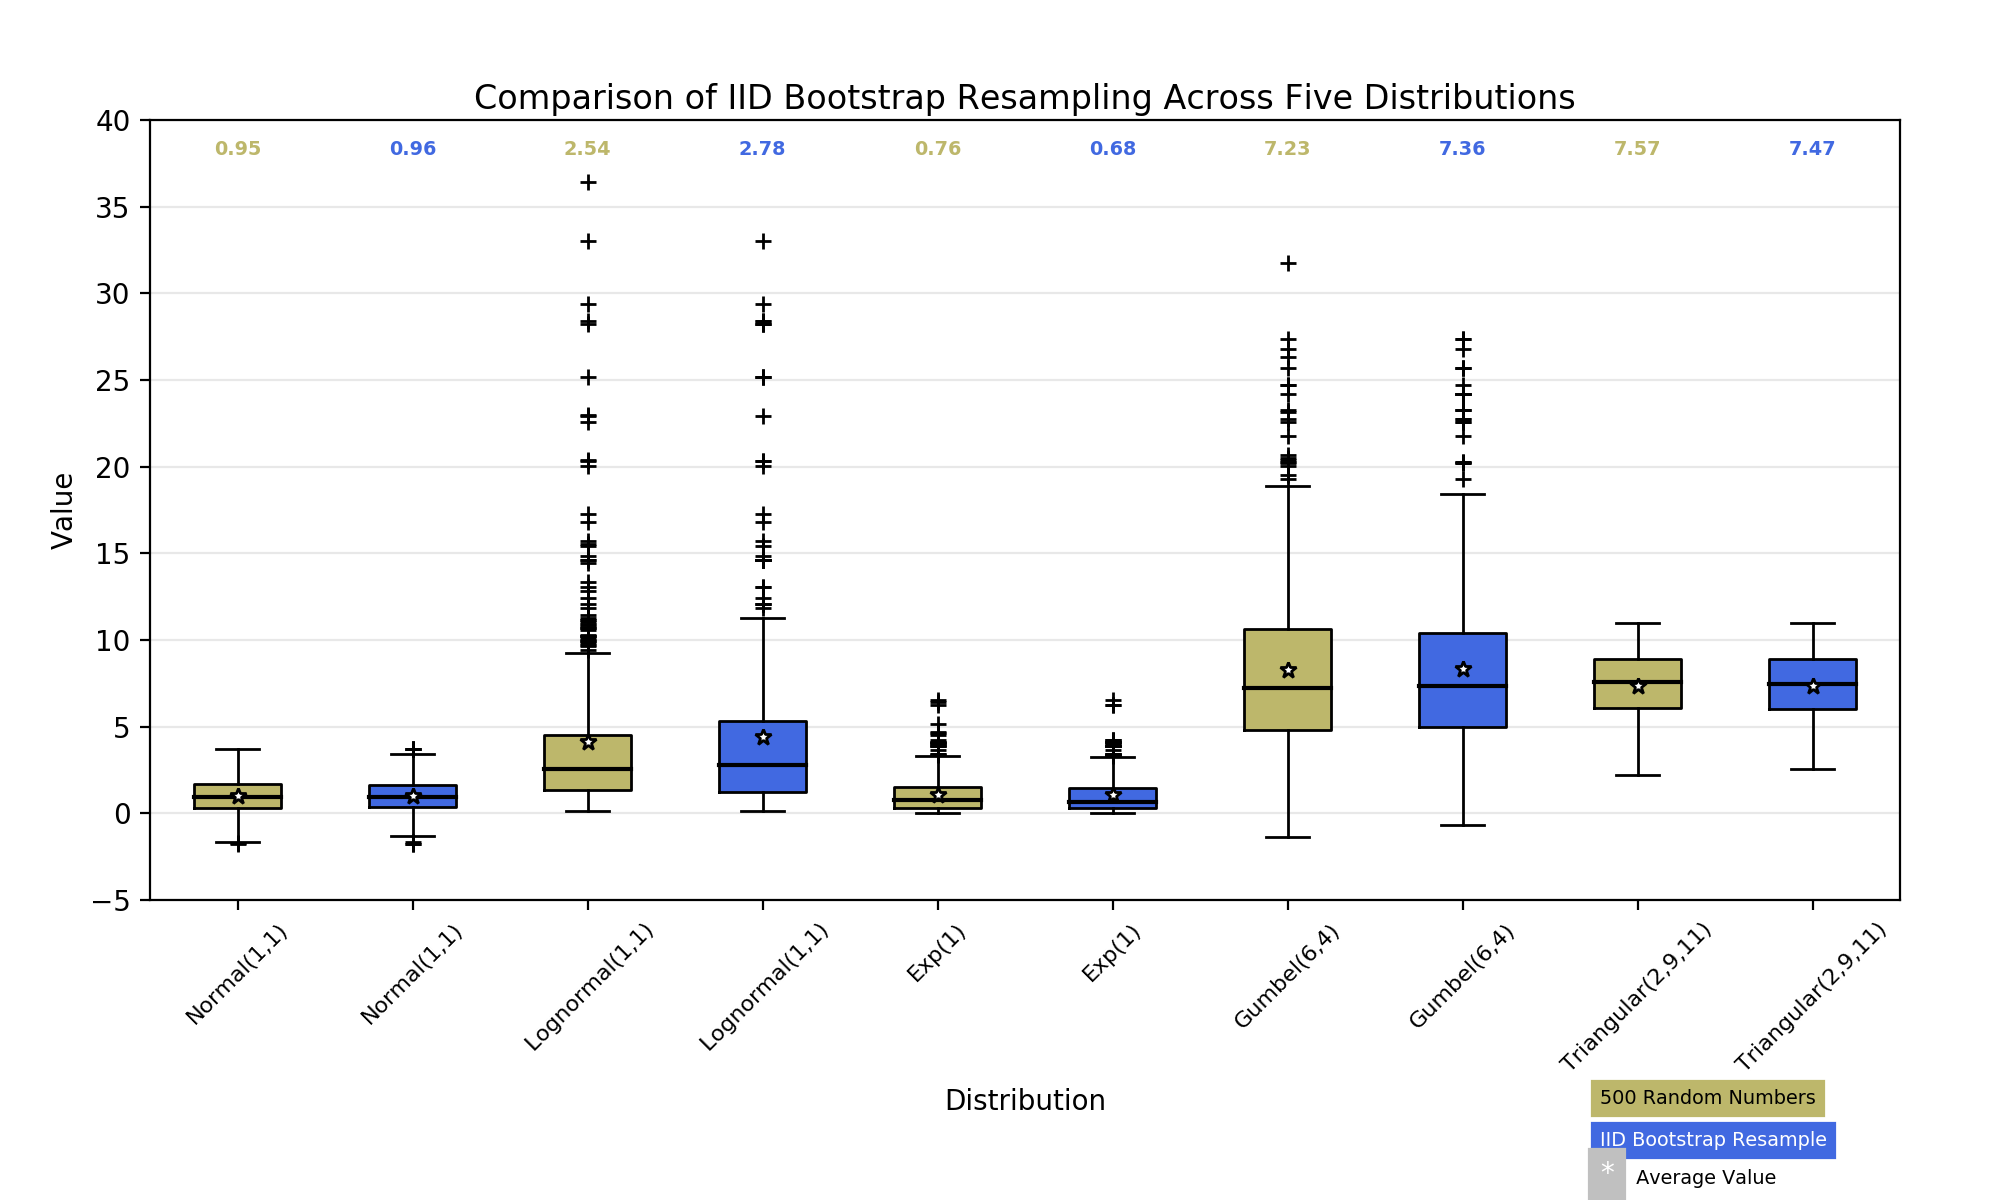 Comparison of IID Bootstrap Resampling Across Five Distributions
40
0.95 0.96 2.54 2.78 0.76 0.68 7.23 7.36 7.57 7.47
35
30
25
20
15
10
5
0
−5
Value
Normal(1,1) Normal(1,1) Lognormal(1,1) Lognormal(1,1) Exp(1) Exp(1) Gumbel(6,4) Gumbel(6,4) Triangular(2,9,11) Triangular(2,9,11)
Distribution
500 Random Numbers
IID Bootstrap Resample
* Average Value